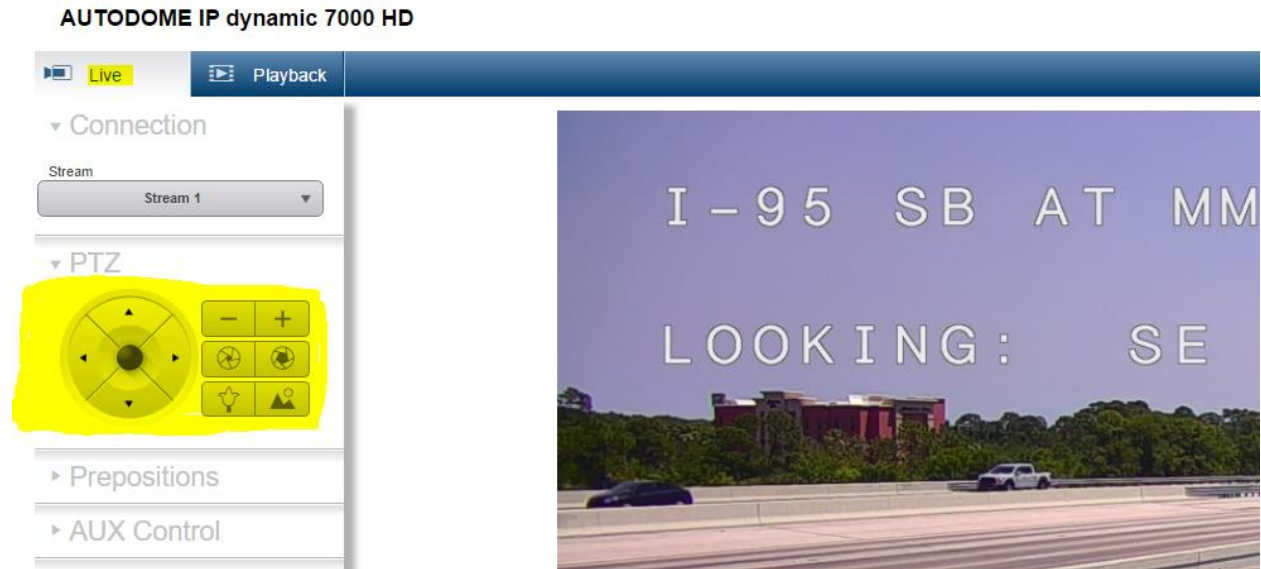 AUTODOME IP dynamic 7000 HD
Live Playback
Connection
Stream
Stream 1
PTZ
Prepositions
AUX Control
I-95 SB AT MM
LOOKING: SE